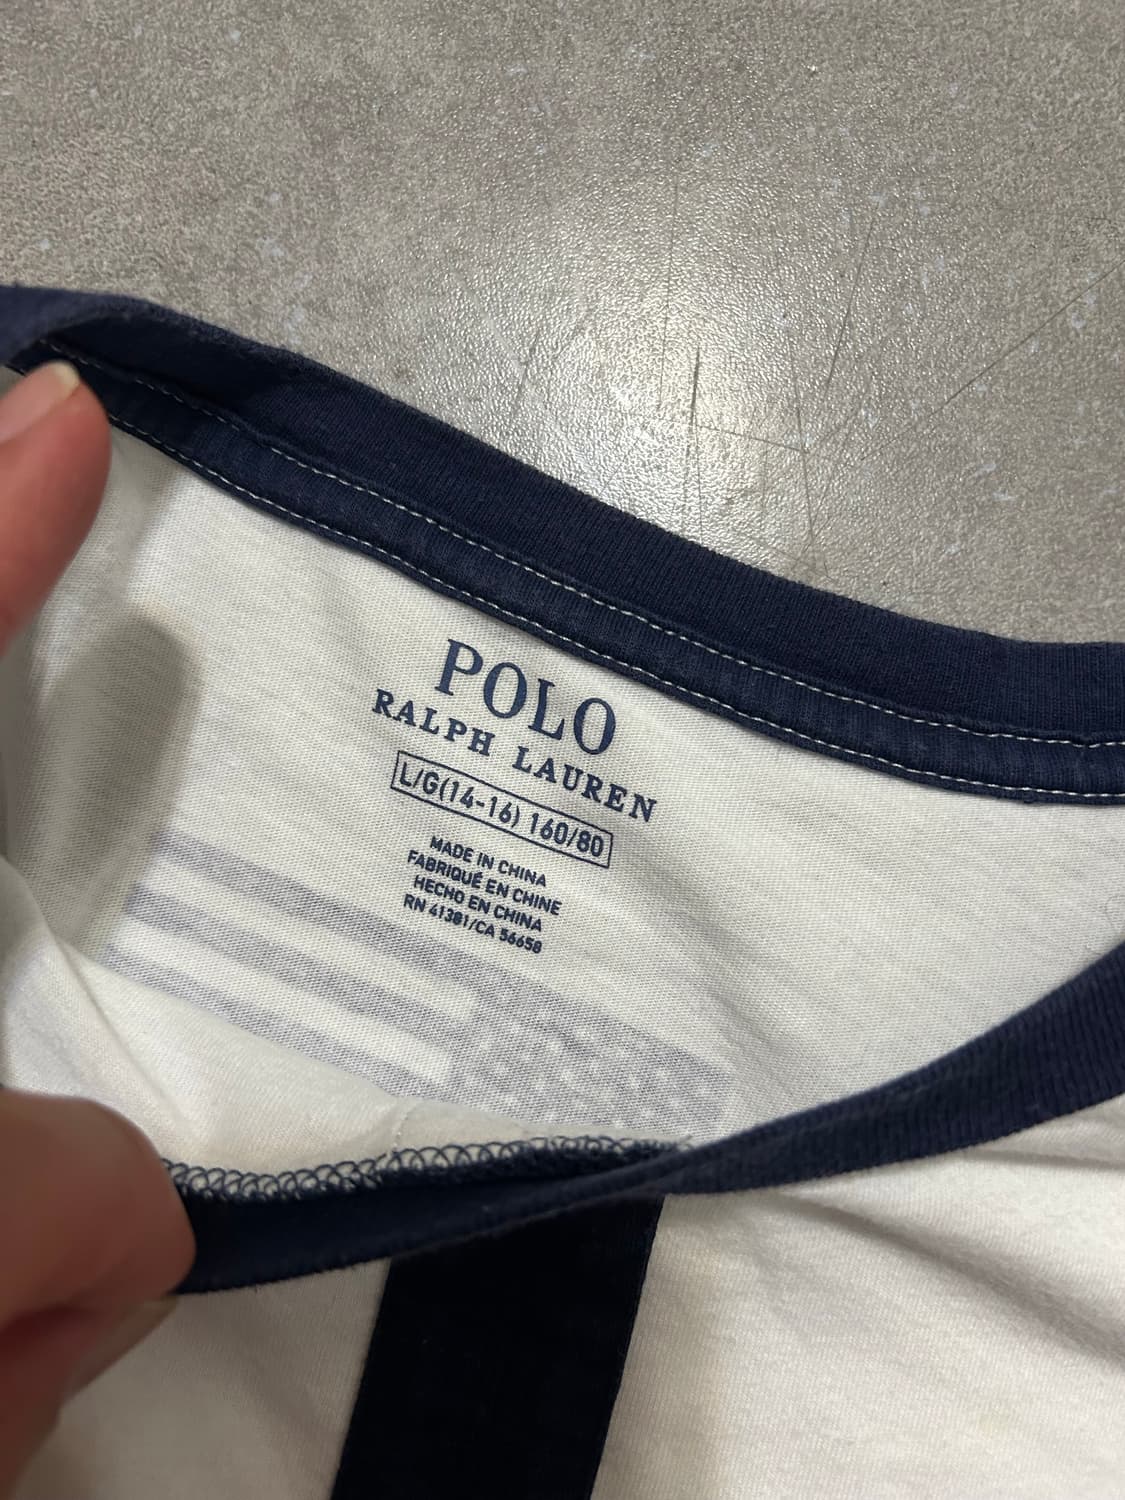 POLO
RALPH LAUREN
L/G(14-16) 160/80
MADE IN CHINA
FABRIQUÉ EN CHINE
HECHO EN CHINA
RN 41381/CA 56658